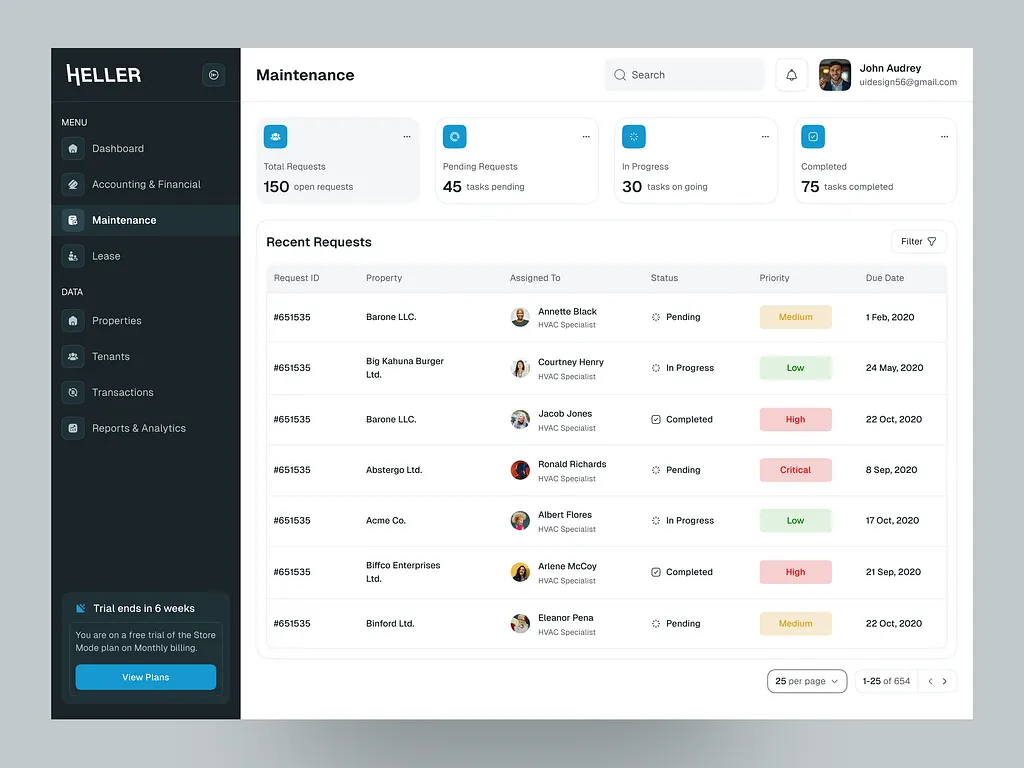 HELLER
MENU
Dashboard
Accounting & Financial
Maintenance
Lease
DATA
Properties
Tenants
Transactions
Reports & Analytics
Trial ends in 6 weeks
You are on a free trial of the Store
Mode plan on Monthly billing.
View Plans
Maintenance
Search
John Audrey
uidesign56@gmail.com
Total Requests
150 open requests
Pending Requests
45 tasks pending
In Progress
30 tasks on going
Completed
75 tasks completed
Recent Requests
Filter
Request ID Property Assigned To Status Priority Due Date
#651535 Barone LLC. Annette Black Pending Medium 1 Feb, 2020
HVAC Specialist
#651535 Big Kahuna Burger Courtney Henry In Progress Low 24 May, 2020
Ltd. HVAC Specialist
#651535 Barone LLC. Jacob Jones Completed High 22 Oct, 2020
HVAC Specialist
#651535 Abstergo Ltd. Ronald Richards Pending Critical 8 Sep, 2020
HVAC Specialist
#651535 Acme Co. Albert Flores In Progress Low 17 Oct, 2020
HVAC Specialist
#651535 Biffco Enterprises Arlene McCoy Completed High 21 Sep, 2020
Ltd. HVAC Specialist
#651535 Binford Ltd. Eleanor Pena Pending Medium 22 Oct, 2020
HVAC Specialist
25 per page 1-25 of 654